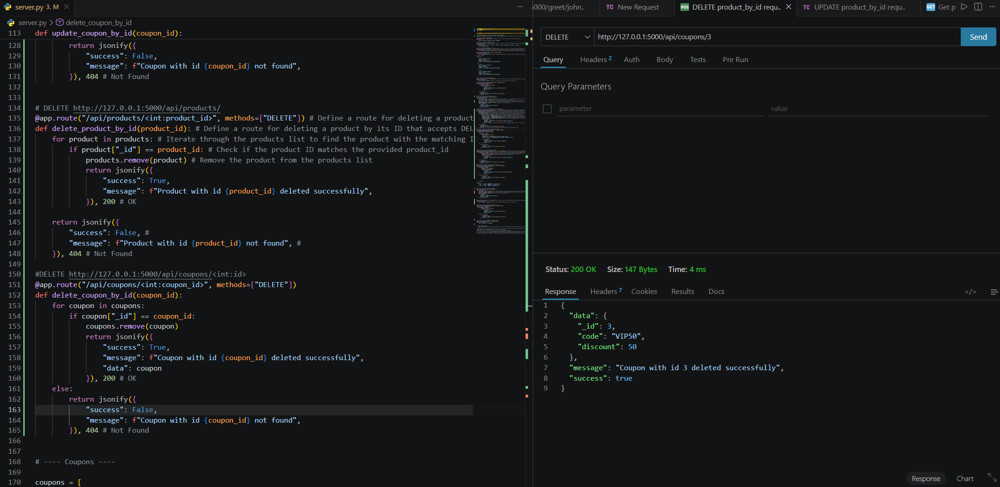 server.py 3, M
server.py > delete_coupon_by_id
113 def update_coupon_by_id(coupon_id):
128 return jsonify({
129 "success": False,
130 "message": f"Coupon with id {coupon_id} not found",
131 }), 404 # Not Found
132
133
134 # DELETE http://127.0.0.1:5000/api/products/
135 @app.route("/api/products/<int:product_id>", methods=["DELETE"]) # Define a route for deleting a product
136 def delete_product_by_id(product_id): # Define a route for deleting a product by its ID that accepts DEL
137 for product in products: # Iterate through the products list to find the product with the matching I
138 if product["_id"] == product_id: # Check if the product ID matches the provided product_id
139 products.remove(product) # Remove the product from the products list
140 return jsonify({
141 "success": True,
142 "message": f"Product with id {product_id} deleted successfully",
143 }), 200 # OK
144
145 return jsonify({
146 "success": False, #
147 "message": f"Product with id {product_id} not found", #
148 }), 404 # Not Found
149
150 #DELETE http://127.0.0.1:5000/api/coupons/<int:id>
151 @app.route("/api/coupons/<int:coupon_id>", methods=["DELETE"])
152 def delete_coupon_by_id(coupon_id):
153 for coupon in coupons:
154 if coupon["_id"] == coupon_id:
155 coupons.remove(coupon)
156 return jsonify({
157 "success": True,
158 "message": f"Coupon with id {coupon_id} deleted successfully",
159 "data": coupon
160 }), 200 # OK
161 else:
162 return jsonify({
163 "success": False,
164 "message": f"Coupon with id {coupon_id} not found",
165 }), 404 # Not Found
166
167
168 # ---- Coupons ----
169
170 coupons = [
5000/greet/john.. TC New Request POS DELETE product_by_id requ.. TC UPDATE product_by_id requ.. GET Get p
DELETE http://127.0.0.1:5000/api/coupons/3 Send
Query Headers 2 Auth Body Tests Pre Run
Query Parameters
parameter value
Status: 200 OK Size: 147 Bytes Time: 4 ms
Response Headers 7 Cookies Results Docs </>
1 {
2 "data": {
3 "_id": 3,
4 "code": "VIP50",
5 "discount": 50
6 },
7 "message": "Coupon with id 3 deleted successfully",
8 "success": true
9 }
Response Chart